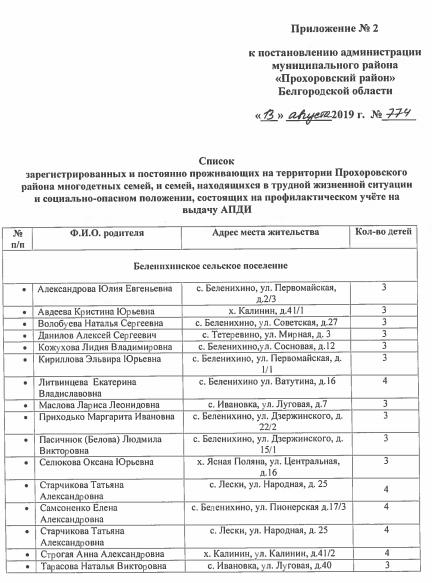 Приложение № 2
к постановлению администрации
муниципального района
«Прохоровский район»
Белгородской области
«13» августа 2019 г. №774
Список
зарегистрированных и постоянно проживающих на территории Прохоровского
района многодетных семей, и семей, находящихся в трудной жизненной ситуации
и социально-опасном положении, состоящих на профилактическом учёте на
выдачу АПДИ
№ п/п Ф.И.О. родителя Адрес места жительства Кол-во детей
Беленихинское сельское поселение
• Александрова Юлия Евгеньевна с. Беленихино, ул. Первомайская, 3
д.2/3
• Авдеева Кристина Юрьевна х. Калинин, д.41/1 3
• Волобуева Наталья Сергеевна с. Беленихино, ул. Советская, д.27 3
• Данилов Алексей Сергеевич с. Тетеревино, ул. Мирная, д. 3 3
• Кожухова Лидия Владимировна с. Беленихино,ул. Сосновая, д.12 3
• Кириллова Эльвира Юрьевна с. Беленихино, ул. Первомайская, д. 3
1/1
• Литвинцева Екатерина с. Беленихино ул. Ватутина, д.16 4
Владиславовна
• Маслова Лариса Леонидовна с. Ивановка, ул. Луговая, д.7 3
• Приходько Маргарита Ивановна с. Беленихино, ул. Дзержинского, д. 3
22/2
• Пасичнюк (Белова) Людмила с. Беленихино, ул. Дзержинского, д. 3
Викторовна 15/1
• Селюкова Оксана Юрьевна х. Ясная Поляна, ул. Центральная, 3
д.16
• Старчикова Татьяна с. Лески, ул. Народная, д. 25 4
Александровна
• Самсоненко Елена с. Беленихино, ул. Пионерская д.17/3 4
Александровна
• Старчикова Татьяна с. Лески, ул. Народная, д. 25 4
Александровна
• Строгая Анна Александровна х. Калинин, ул. Калинин, д.41/2 4
• Тарасова Наталья Викторовна с. Ивановка, ул. Луговая, д.40 3